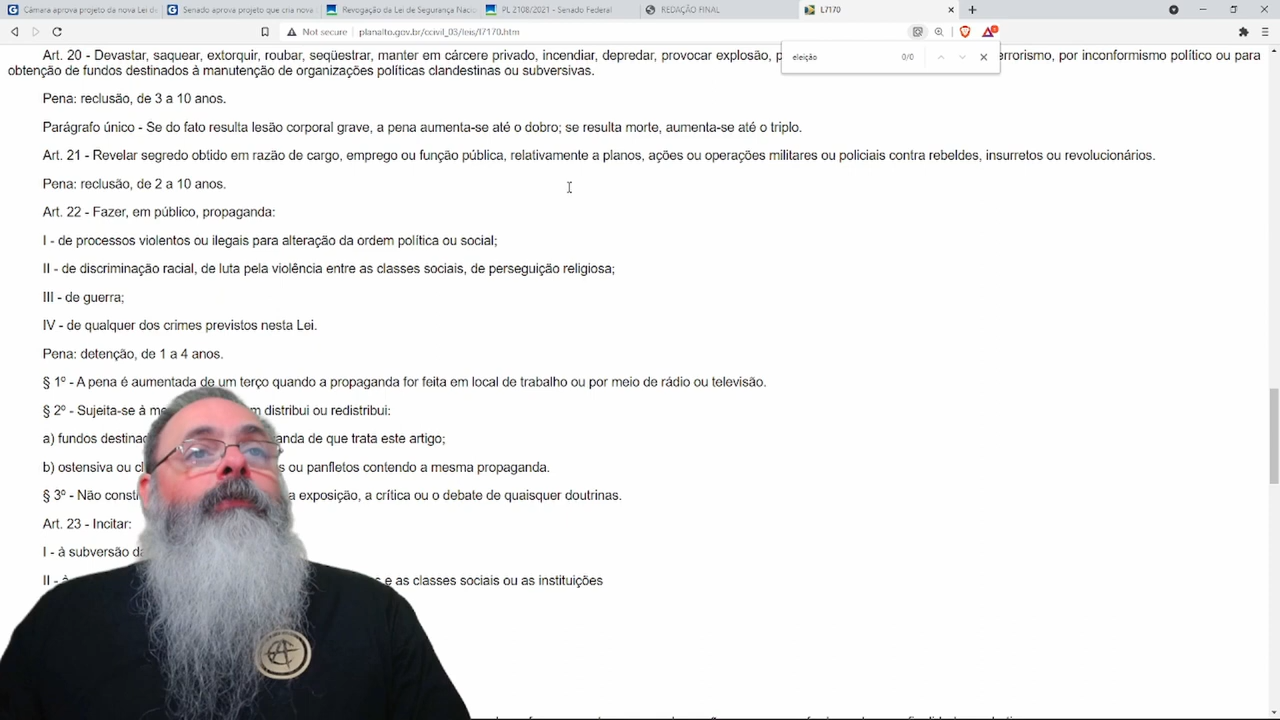 Câmara aprova projeto da nova Lei de
Senado aprova projeto que cria nova
Revogação da Lei de Segurança Nacio
PL 2108/2021 - Senado Federal
REDAÇÃO FINAL
L7170
Not secure | planalto.gov.br/ccivil_03/leis/l7170.htm
eleição 0/0
Art. 20 - Devastar, saquear, extorquir, roubar, seqüestrar, manter em cárcere privado, incendiar, depredar, provocar explosão, p errorismo, por inconformismo político ou para
obtenção de fundos destinados à manutenção de organizações políticas clandestinas ou subversivas.
Pena: reclusão, de 3 a 10 anos.
Parágrafo único - Se do fato resulta lesão corporal grave, a pena aumenta-se até o dobro; se resulta morte, aumenta-se até o triplo.
Art. 21 - Revelar segredo obtido em razão de cargo, emprego ou função pública, relativamente a planos, ações ou operações militares ou policiais contra rebeldes, insurretos ou revolucionários.
Pena: reclusão, de 2 a 10 anos.
Art. 22 - Fazer, em público, propaganda:
I - de processos violentos ou ilegais para alteração da ordem política ou social;
II - de discriminação racial, de luta pela violência entre as classes sociais, de perseguição religiosa;
III - de guerra;
IV - de qualquer dos crimes previstos nesta Lei.
Pena: detenção, de 1 a 4 anos.
§ 1º - A pena é aumentada de um terço quando a propaganda for feita em local de trabalho ou por meio de rádio ou televisão.
§ 2º - Sujeita-se à me m distribui ou redistribui:
a) fundos destinad anda de que trata este artigo;
b) ostensiva ou cl s ou panfletos contendo a mesma propaganda.
§ 3º - Não consti a exposição, a crítica ou o debate de quaisquer doutrinas.
Art. 23 - Incitar:
I - à subversão da
II - à s e as classes sociais ou as instituições